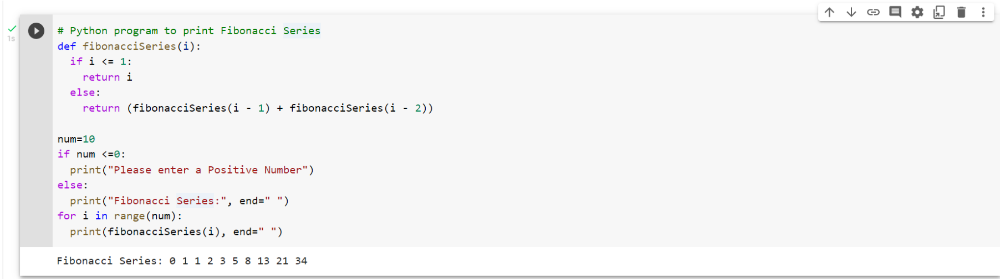 1s
# Python program to print Fibonacci Series
def fibonacciSeries(i):
  if i <= 1:
    return i
  else:
    return (fibonacciSeries(i - 1) + fibonacciSeries(i - 2))

num=10
if num <=0:
  print("Please enter a Positive Number")
else:
  print("Fibonacci Series:", end=" ")
for i in range(num):
  print(fibonacciSeries(i), end=" ")
Fibonacci Series: 0 1 1 2 3 5 8 13 21 34